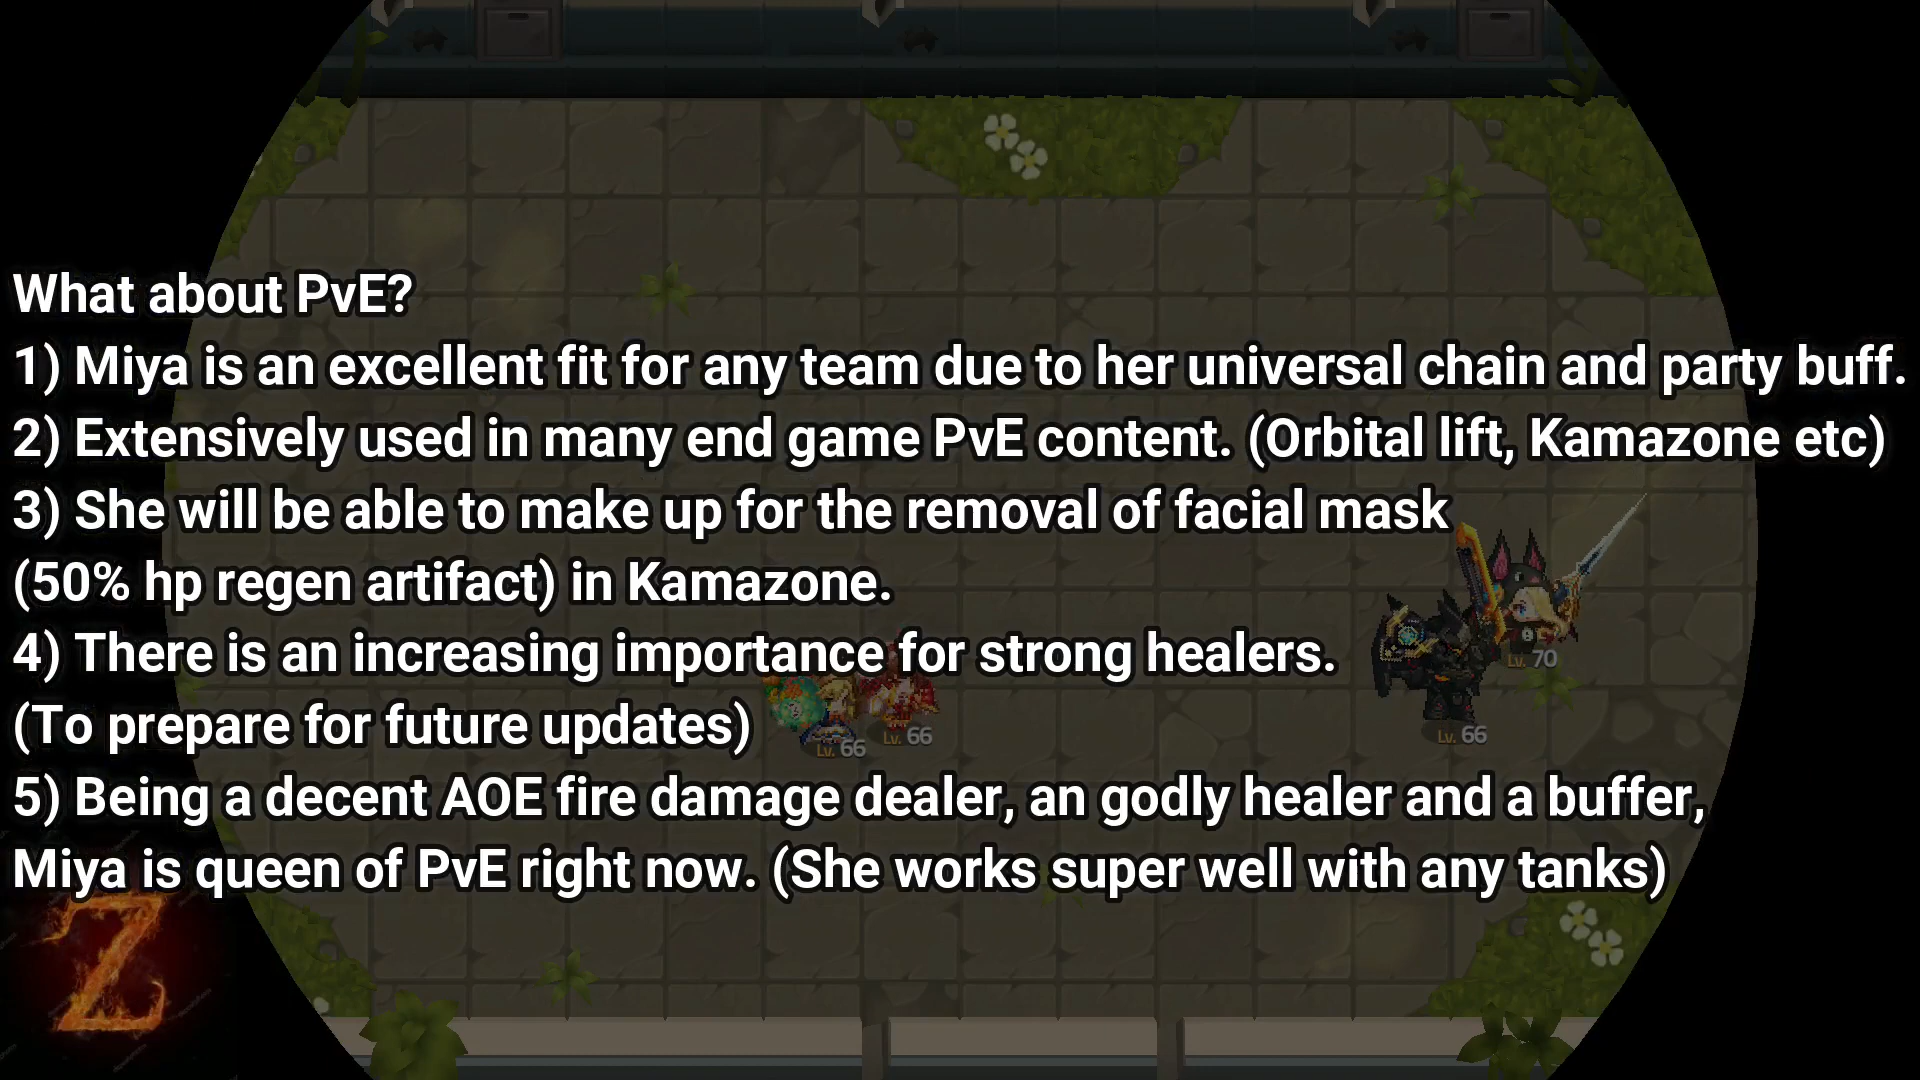 What about PvE?
1) Miya is an excellent fit for any team due to her universal chain and party buff.
2) Extensively used in many end game PvE content. (Orbital lift, Kamazone etc)
3) She will be able to make up for the removal of facial mask
(50% hp regen artifact) in Kamazone.
4) There is an increasing importance for strong healers.
(To prepare for future updates)
5) Being a decent AOE fire damage dealer, an godly healer and a buffer,
Miya is queen of PvE right now. (She works super well with any tanks)
Lv. 70
Lv. 66
Lv. 66
Lv. 66
Z